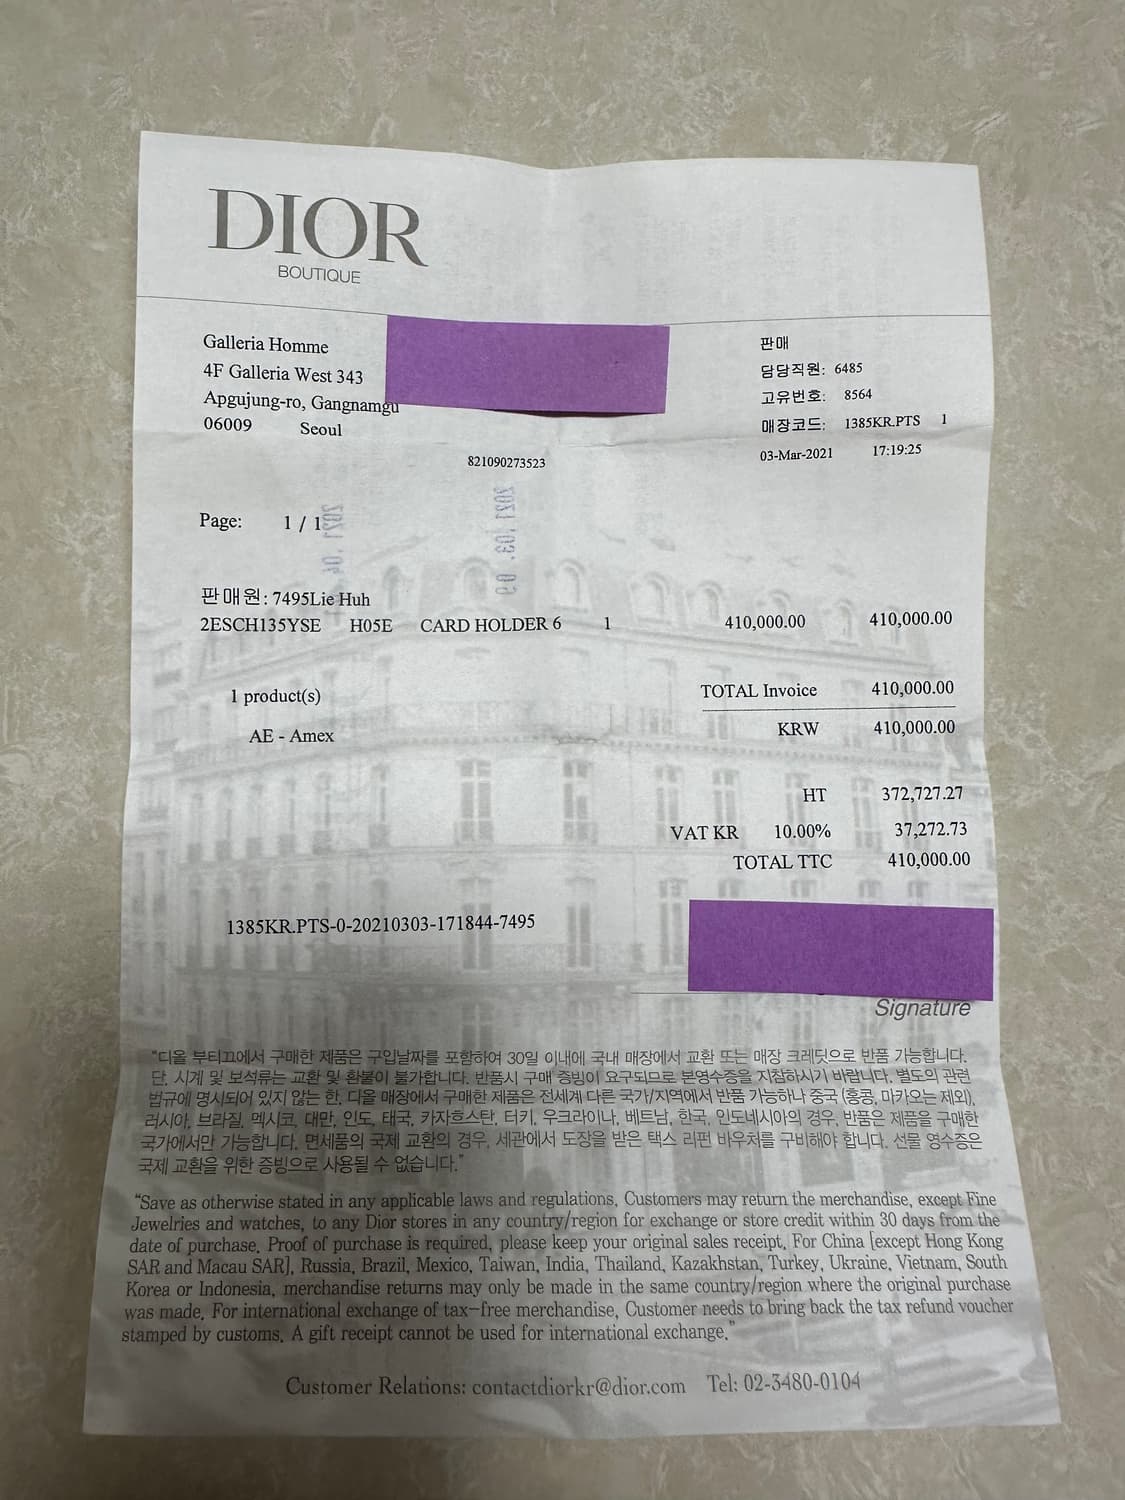 DIOR
BOUTIQUE
Galleria Homme
4F Galleria West 343
Apgujung-ro, Gangnamgu
06009 Seoul
821090273523
판매
담당직원: 6485
고유번호: 8564
매장코드: 1385KR.PTS 1
03-Mar-2021 17:19:25
Page: 1 / 1
판매원: 7495Lie Huh
2ESCH135YSE H05E CARD HOLDER 6 1 410,000.00 410,000.00
1 product(s) TOTAL Invoice 410,000.00
AE - Amex KRW 410,000.00
HT 372,727.27
VAT KR 10.00% 37,272.73
TOTAL TTC 410,000.00
1385KR.PTS-0-20210303-171844-7495
Signature
"디올 부티끄에서 구매한 제품은 구입날짜를 포함하여 30일 이내에 국내 매장에서 교환 또는 매장 크레딧으로 반품 가능합니다.
단, 시계 및 보석류는 교환 및 환불이 불가합니다. 반품시 구매 증빙이 요구되므로 본영수증을 지참하시기 바랍니다. 별도의 관련
법규에 명시되어 있지 않는 한, 디올 매장에서 구매한 제품은 전세계 다른 국가/지역에서 반품 가능하나 중국 (홍콩, 마카오는 제외),
러시아, 브라질, 멕시코, 대만, 인도, 태국, 카자흐스탄, 터키, 우크라이나, 베트남, 한국, 인도네시아의 경우, 반품은 제품을 구매한
국가에서만 가능합니다. 면세품의 국제 교환의 경우, 세관에서 도장을 받은 택스 리펀 바우처를 구비해야 합니다. 선물 영수증은
국제 교환을 위한 증빙으로 사용될 수 없습니다."
"Save as otherwise stated in any applicable laws and regulations, Customers may return the merchandise, except Fine
Jewelries and watches, to any Dior stores in any country/region for exchange or store credit within 30 days from the
date of purchase. Proof of purchase is required, please keep your original sales receipt. For China [except Hong Kong
SAR and Macau SAR], Russia, Brazil, Mexico, Taiwan, India, Thailand, Kazakhstan, Turkey, Ukraine, Vietnam, South
Korea or Indonesia, merchandise returns may only be made in the same country/region where the original purchase
was made. For international exchange of tax-free merchandise, Customer needs to bring back the tax refund voucher
stamped by customs. A gift receipt cannot be used for international exchange."
Customer Relations: contactdiorkr@dior.com Tel: 02-3480-0104